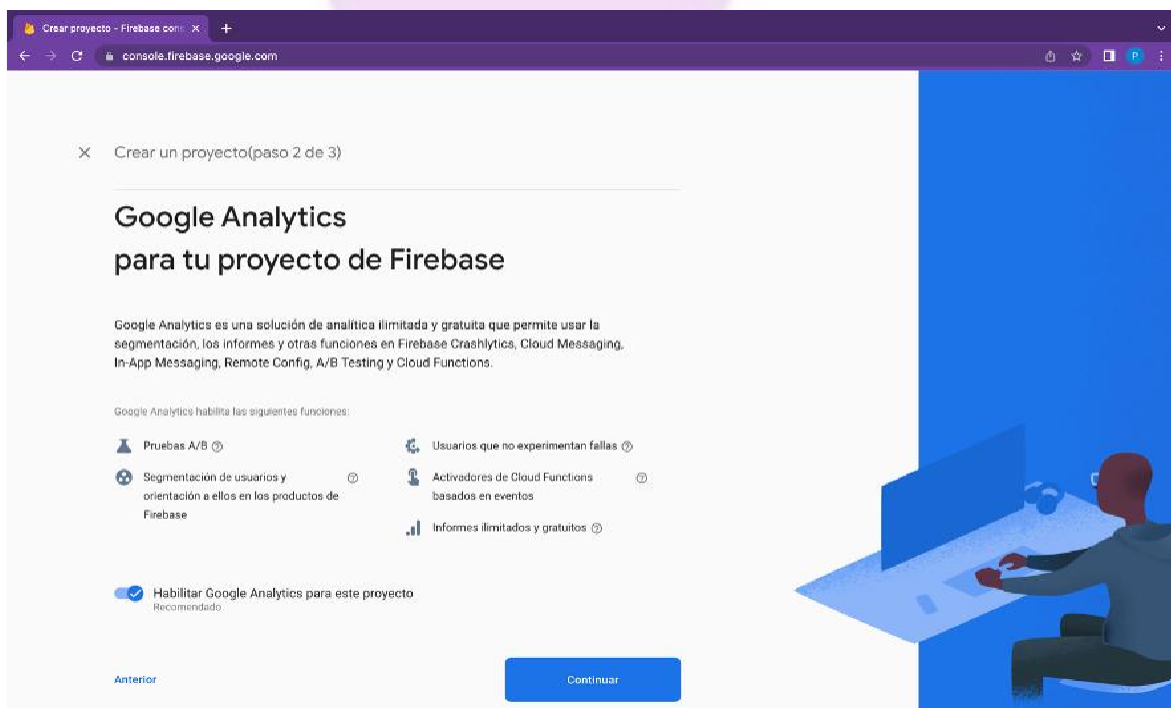 Crear proyecto - Firebase cons
console.firebase.google.com
P
Crear un proyecto(paso 2 de 3)
Google Analytics
para tu proyecto de Firebase
Google Analytics es una solución de analítica ilimitada y gratuita que permite usar la
segmentación, los informes y otras funciones en Firebase Crashlytics, Cloud Messaging,
In-App Messaging, Remote Config, A/B Testing y Cloud Functions.
Google Analytics habilita las siguientes funciones:
Pruebas A/B
Segmentación de usuarios y
orientación a ellos en los productos de
Firebase
Usuarios que no experimentan fallas
Activadores de Cloud Functions
basados en eventos
Informes ilimitados y gratuitos
Habilitar Google Analytics para este proyecto
Recomendado
Anterior
Continuar